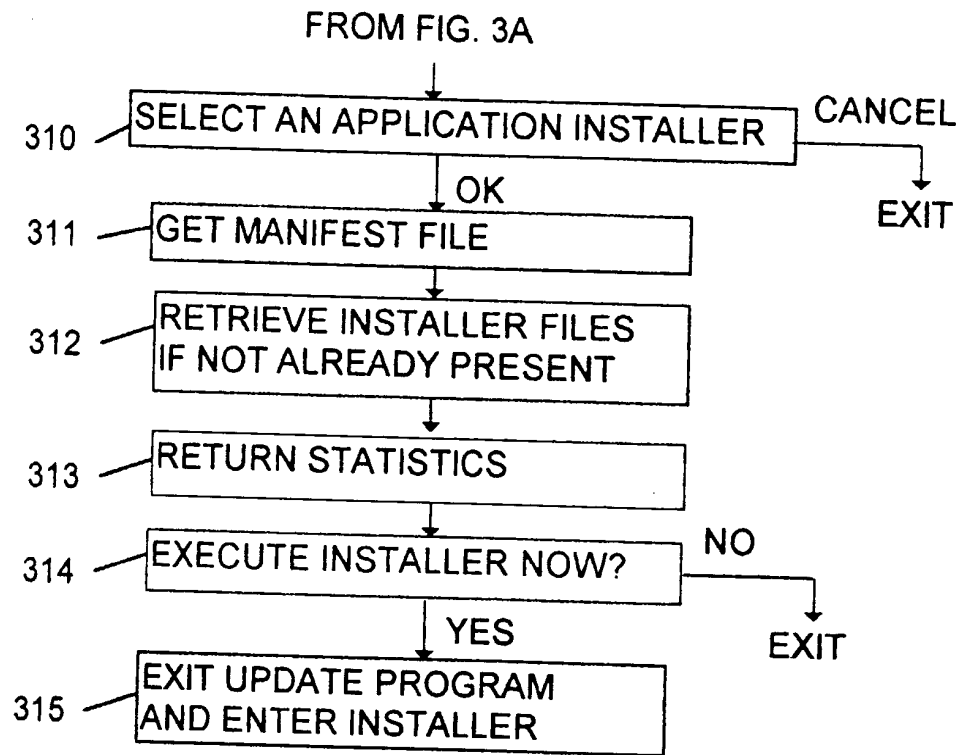 FROM FIG. 3A
310
SELECT AN APPLICATION INSTALLER
CANCEL
OK
EXIT
311
GET MANIFEST FILE
312
RETRIEVE INSTALLER FILES
IF NOT ALREADY PRESENT
313
RETURN STATISTICS
314
EXECUTE INSTALLER NOW?
NO
YES
EXIT
315
EXIT UPDATE PROGRAM
AND ENTER INSTALLER